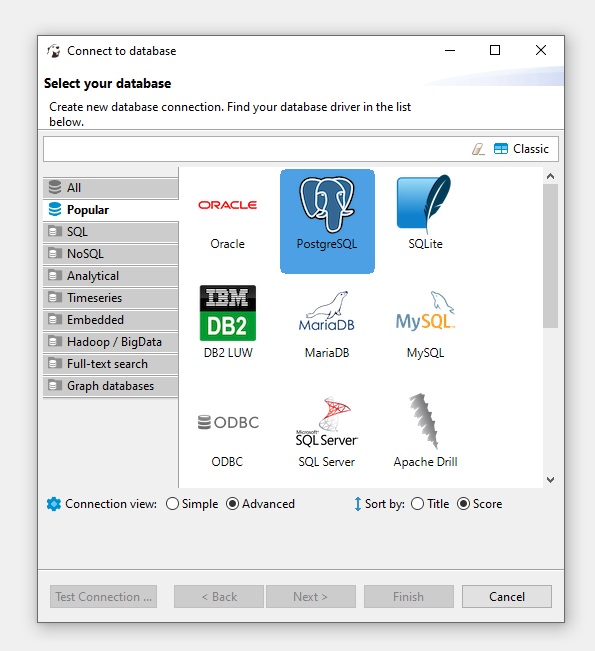 Connect to database
Select your database
Create new database connection. Find your database driver in the list
below.
Classic
All
Popular
SQL
NoSQL
Analytical
Timeseries
Embedded
Hadoop / BigData
Full-text search
Graph databases
ORACLE
Oracle
PostgreSQL
SQLite
IBM
DB2
DB2 LUW
MariaDB
MariaDB
MySQL
MySQL
ODBC
ODBC
Microsoft
SQL Server
SQL Server
Apache Drill
Connection view: Simple Advanced Sort by: Title Score
Test Connection ... < Back Next > Finish Cancel